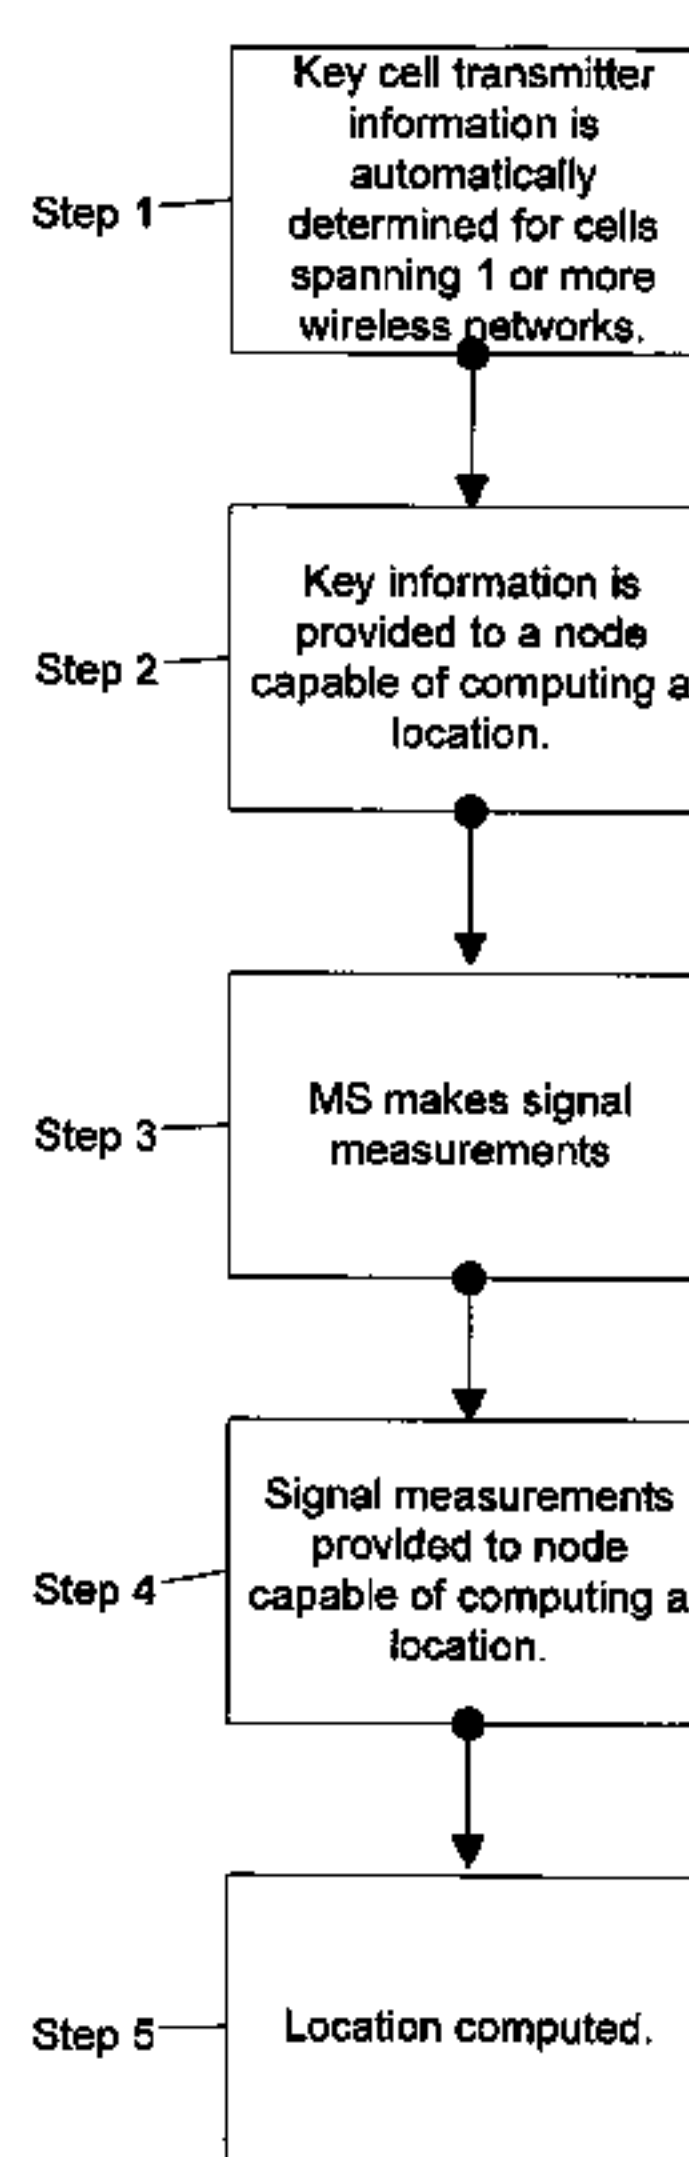 Key cell transmitter
information is
automatically
determined for cells
spanning 1 or more
wireless networks.
Step 1
Key information is
provided to a node
capable of computing a
location.
Step 2
MS makes signal
measurements
Step 3
Signal measurements
provided to node
capable of computing a
location.
Step 4
Location computed.
Step 5